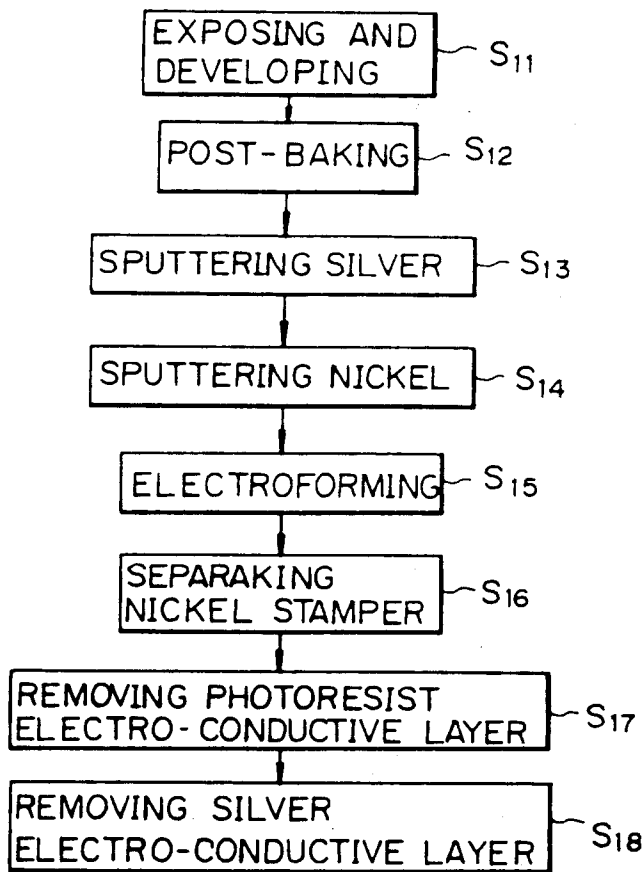 EXPOSING AND
DEVELOPING
S11
POST-BAKING
S12
SPUTTERING SILVER
S13
SPUTTERING NICKEL
S14
ELECTROFORMING
S15
SEPARAKING
NICKEL STAMPER
S16
REMOVING PHOTORESIST
ELECTRO-CONDUCTIVE LAYER
S17
REMOVING SILVER
ELECTRO-CONDUCTIVE LAYER
S18